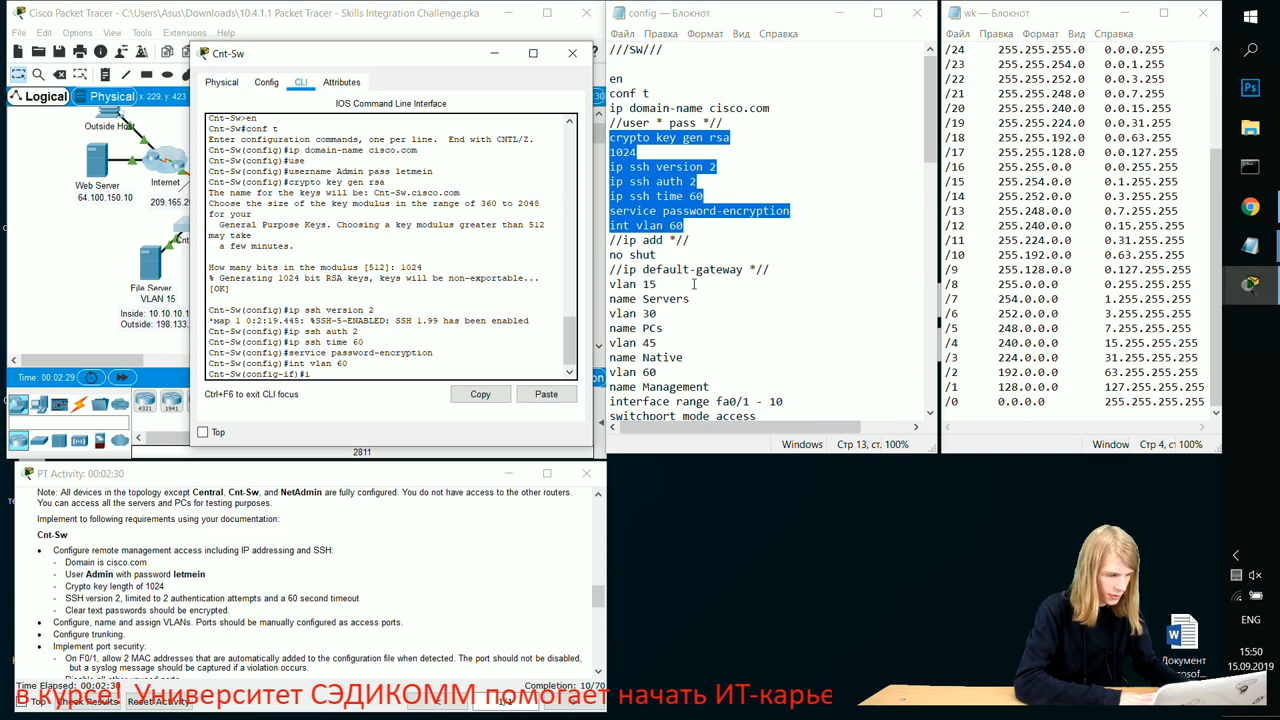 Cisco Packet Tracer - C:\Users\Asus\Downloads\10.4.1.1 Packet Tracer - Skills Integration Challenge.pka
File Edit Options View Tools Extensions Help
Logical
Physical
x: 229, y: 423
Outside Host
Web Server
64.100.150.10
Internet
209.165.20
File Server
VLAN 15
Inside: 10.10.10.1
Outside: 198.133.
Time: 00:02:29
4321
1941
2811
Cnt-Sw
Physical Config CLI Attributes
IOS Command Line Interface
Cnt-Sw>en
Cnt-Sw#conf t
Enter configuration commands, one per line. End with CNTL/Z.
Cnt-Sw(config)#ip domain-name cisco.com
Cnt-Sw(config)#use
Cnt-Sw(config)#username Admin pass letmein
Cnt-Sw(config)#crypto key gen rsa
The name for the keys will be: Cnt-Sw.cisco.com
Choose the size of the key modulus in the range of 360 to 2048
for your
General Purpose Keys. Choosing a key modulus greater than 512
may take
a few minutes.
How many bits in the modulus [512]: 1024
% Generating 1024 bit RSA keys, keys will be non-exportable...
[OK]
Cnt-Sw(config)#ip ssh version 2
*Map 1 0:2:19.445: %SSH-5-ENABLED: SSH 1.99 has been enabled
Cnt-Sw(config)#ip ssh auth 2
Cnt-Sw(config)#ip ssh time 60
Cnt-Sw(config)#service password-encryption
Cnt-Sw(config)#int vlan 60
Cnt-Sw(config-if)#i
Ctrl+F6 to exit CLI focus
Copy
Paste
Top
config — Блокнот
Файл Правка Формат Вид Справка
///SW///
en
conf t
ip domain-name cisco.com
//user * pass *//
crypto key gen rsa
1024
ip ssh version 2
ip ssh auth 2
ip ssh time 60
service password-encryption
int vlan 60
//ip add *//
no shut
//ip default-gateway *//
vlan 15
name Servers
vlan 30
name PCs
vlan 45
name Native
vlan 60
name Management
interface range fa0/1 - 10
switchport mode access
Windows
Стр 13, ст. 100%
wk — Блокнот
Файл Правка Формат Вид Справка
/24 255.255.255.0 0.0.0.255
/23 255.255.254.0 0.0.1.255
/22 255.255.252.0 0.0.3.255
/21 255.255.248.0 0.0.7.255
/20 255.255.240.0 0.0.15.255
/19 255.255.224.0 0.0.31.255
/18 255.255.192.0 0.0.63.255
/17 255.255.128.0 0.0.127.255
/16 255.255.0.0 0.0.255.255
/15 255.254.0.0 0.1.255.255
/14 255.252.0.0 0.3.255.255
/13 255.248.0.0 0.7.255.255
/12 255.240.0.0 0.15.255.255
/11 255.224.0.0 0.31.255.255
/10 255.192.0.0 0.63.255.255
/9 255.128.0.0 0.127.255.255
/8 255.0.0.0 0.255.255.255
/7 254.0.0.0 1.255.255.255
/6 252.0.0.0 3.255.255.255
/5 248.0.0.0 7.255.255.255
/4 240.0.0.0 15.255.255.255
/3 224.0.0.0 31.255.255.255
/2 192.0.0.0 63.255.255.255
/1 128.0.0.0 127.255.255.255
/0 0.0.0.0 255.255.255.255
Window
Стр 4, ст. 100%
PT Activity: 00:02:30
Note: All devices in the topology except Central, Cnt-Sw, and NetAdmin are fully configured. You do not have access to the other routers.
You can access all the servers and PCs for testing purposes.
Implement to following requirements using your documentation:
Cnt-Sw
• Configure remote management access including IP addressing and SSH:
- Domain is cisco.com
- User Admin with password letmein
- Crypto key length of 1024
- SSH version 2, limited to 2 authentication attempts and a 60 second timeout
- Clear text passwords should be encrypted.
• Configure, name and assign VLANs. Ports should be manually configured as access ports.
• Configure trunking.
• Implement port security:
- On F0/1, allow 2 MAC addresses that are automatically added to the configuration file when detected. The port should not be disabled,
but a syslog message should be captured if a violation occurs.
Time Elapsed: 00:02:30
Completion: 10/70
Top
Check Results
Reset Activity
1/1
в курсе! Университет СЭДИКОММ помогает начать ИТ-карье
Ps
W
Документ
Microsof...
ENG
15:50
15.09.2019